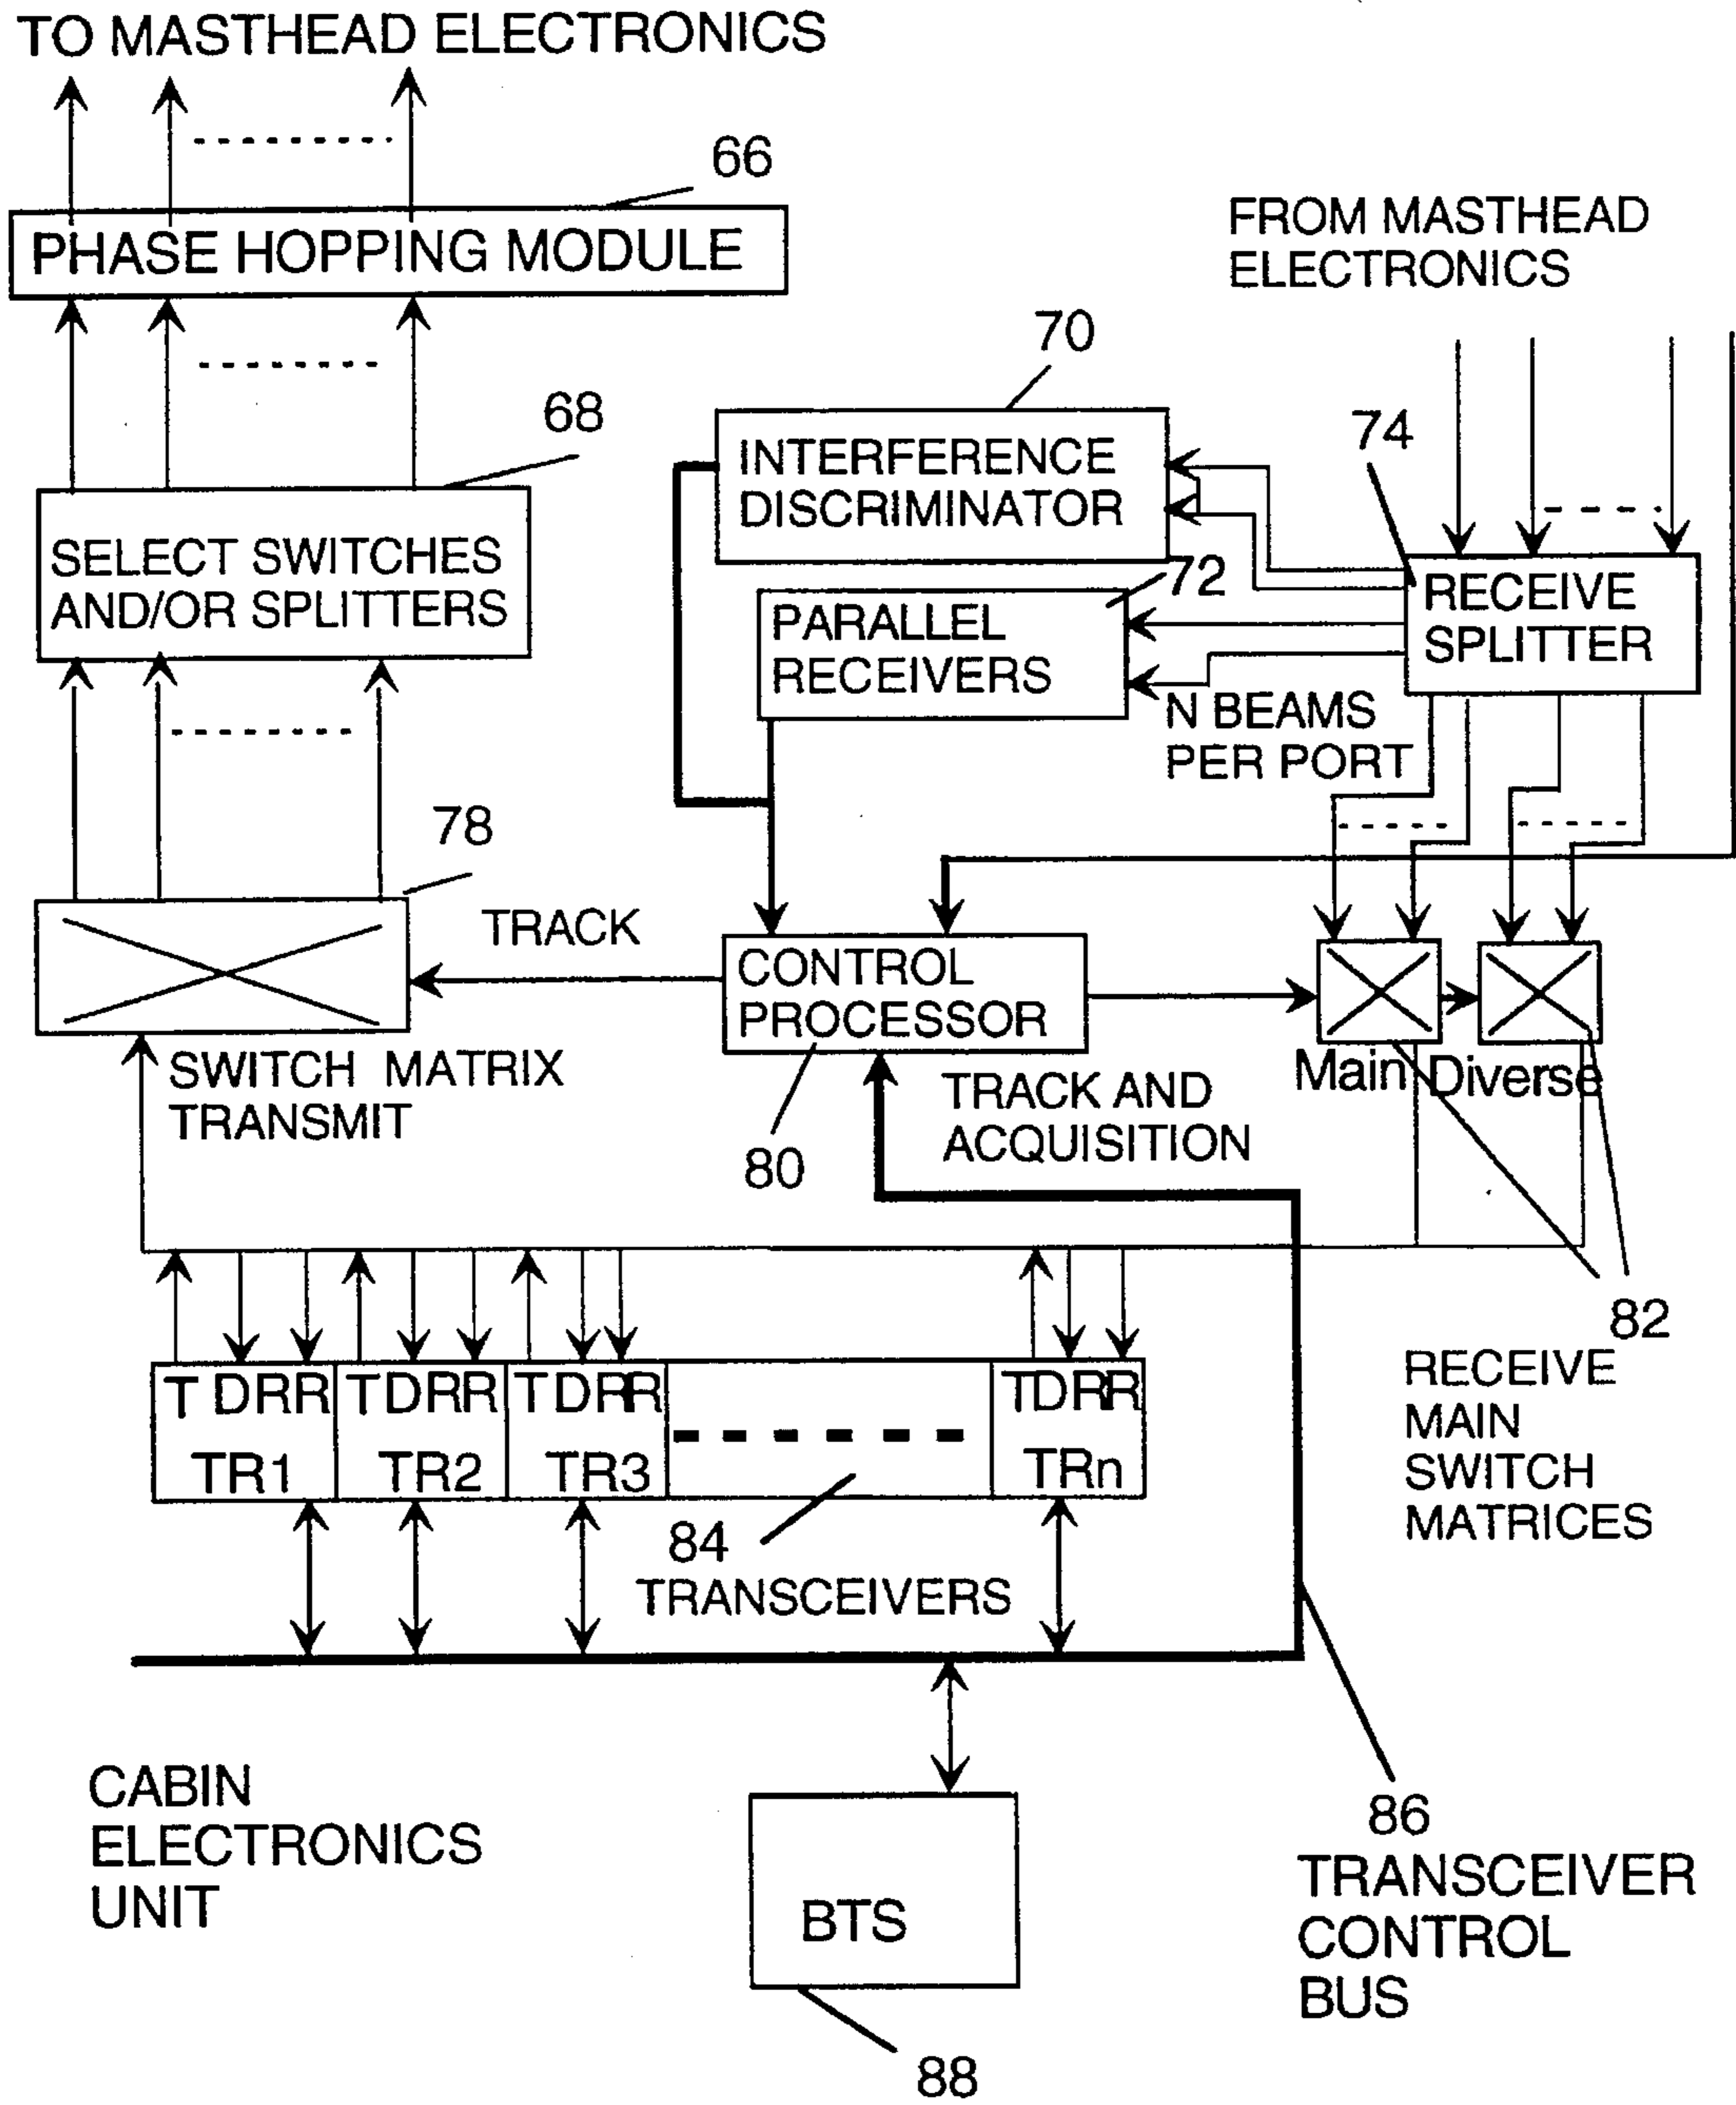 TO MASTHEAD ELECTRONICS
66
PHASE HOPPING MODULE
FROM MASTHEAD
ELECTRONICS
70
68
74
INTERFERENCE
DISCRIMINATOR
SELECT SWITCHES
AND/OR SPLITTERS
72
PARALLEL
RECEIVERS
RECEIVE
SPLITTER
N BEAMS
PER PORT
78
TRACK
CONTROL
PROCESSOR
SWITCH MATRIX
TRANSMIT
Main
Diverse
TRACK AND
ACQUISITION
80
82
RECEIVE
MAIN
SWITCH
MATRICES
T DRR
TDRR
TDRR
TDRR
TR1
TR2
TR3
TRn
84
TRANSCEIVERS
CABIN
ELECTRONICS
UNIT
86
TRANSCEIVER
CONTROL
BUS
BTS
88